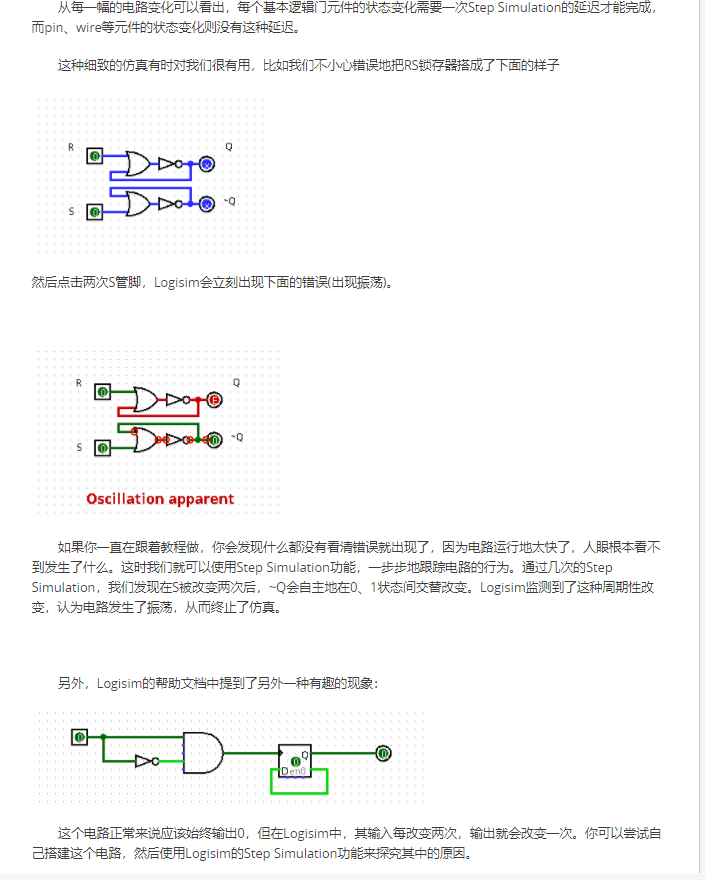 从每一幅的电路变化可以看出，每个基本逻辑门元件的状态变化需要一次Step Simulation的延迟才能完成，
而pin、wire等元件的状态变化则没有这种延迟。
这种细致的仿真有时对我们很有用，比如我们不小心错误地把RS锁存器搭成了下面的样子
R
Q
0
x
S
0
x
~Q
然后点击两次S管脚，Logisim会立刻出现下面的错误(出现振荡)。
R
Q
0
E
S
0
0
~Q
Oscillation apparent
如果你一直在跟着教程做，你会发现什么都没有看清错误就出现了，因为电路运行地太快了，人眼根本看不
到发生了什么。这时我们就可以使用Step Simulation功能，一步步地跟踪电路的行为。通过几次的Step
Simulation，我们发现在S被改变两次后，~Q会自主地在0、1状态间交替改变。Logisim监测到了这种周期性改
变，认为电路发生了振荡，从而终止了仿真。
另外，Logisim的帮助文档中提到了另外一种有趣的现象：
0
Q
0
D en0
0
这个电路正常来说应该始终输出0，但在Logisim中，其输入每改变两次，输出就会改变一次。你可以尝试自
己搭建这个电路，然后使用Logisim的Step Simulation功能来探究其中的原因。